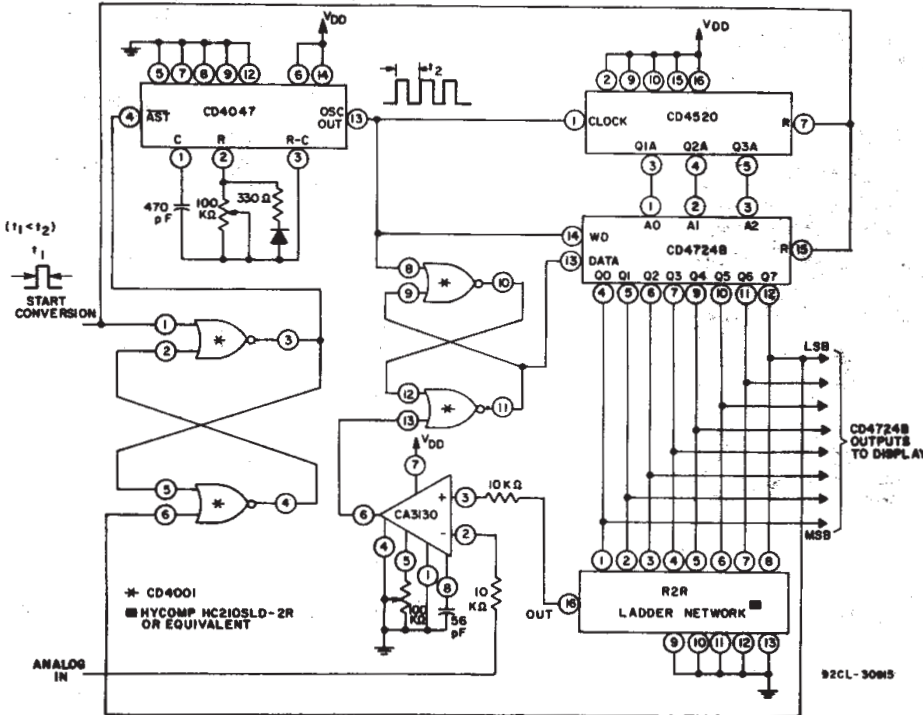 VDD
5 7 8 9 12
6 14
4 AST
CD4047
OSC OUT 13
C R R-C
1 2 3
470 pF
100 KΩ
330 Ω
t2
VDD
2 9 10 15 16
1 CLOCK
CD4520
R 7
Q1A Q2A Q3A
3 4 5
1 2 3
A0 A1 A2
14 WD
13 DATA
CD4724B
R 15
Q0 Q1 Q2 Q3 Q4 Q5 Q6 Q7
4 5 6 7 9 10 11 12
(t1<t2)
t1
START CONVERSION
1
2
* 3
5
6
* 4
8
9
* 10
12
13
* 11
LSB
CD4724B OUTPUTS TO DISPLAY
MSB
VDD
7
6
CA3130
+ 3
- 2
10 KΩ
4 5 1 8
100 KΩ
56 pF
10 KΩ
1 2 3 4 5 6 7 8
OUT 16
R2R
LADDER NETWORK ■
9 10 11 12 13
* CD4001
■ HYCOMP HC210SLD-2R
OR EQUIVALENT
ANALOG IN
92CL-30915